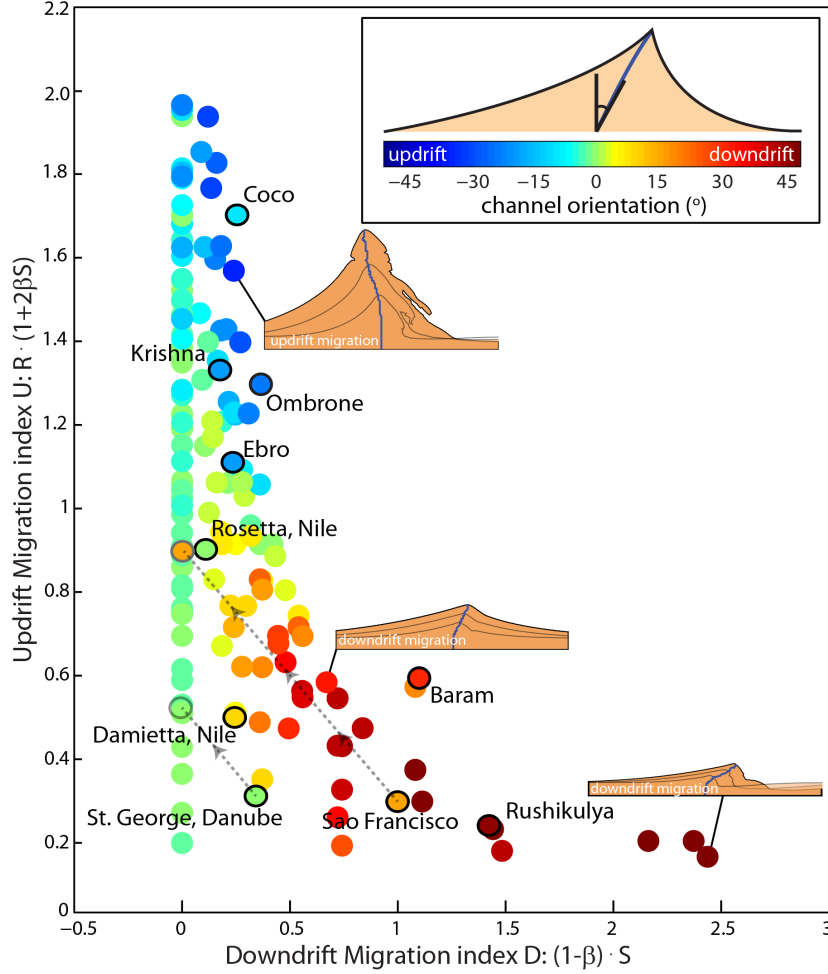 2.2
2.0
1.8
1.6
1.4
1.2
1
0.8
0.6
0.4
0.2
0
Updrift Migration index U: R · (1+2βS)
updrift
downdrift
−45 −30 −15 0 15 30 45
channel orientation (º)
Coco
updrift migration
Krishna
Ombrone
Ebro
Rosetta, Nile
downdrift migration
Baram
Damietta, Nile
downdrift migration
St. George, Danube
Sao Francisco
Rushikulya
−0.5 0 0.5 1 1.5 2 2.5 3
Downdrift Migration index D: (1-β) · S